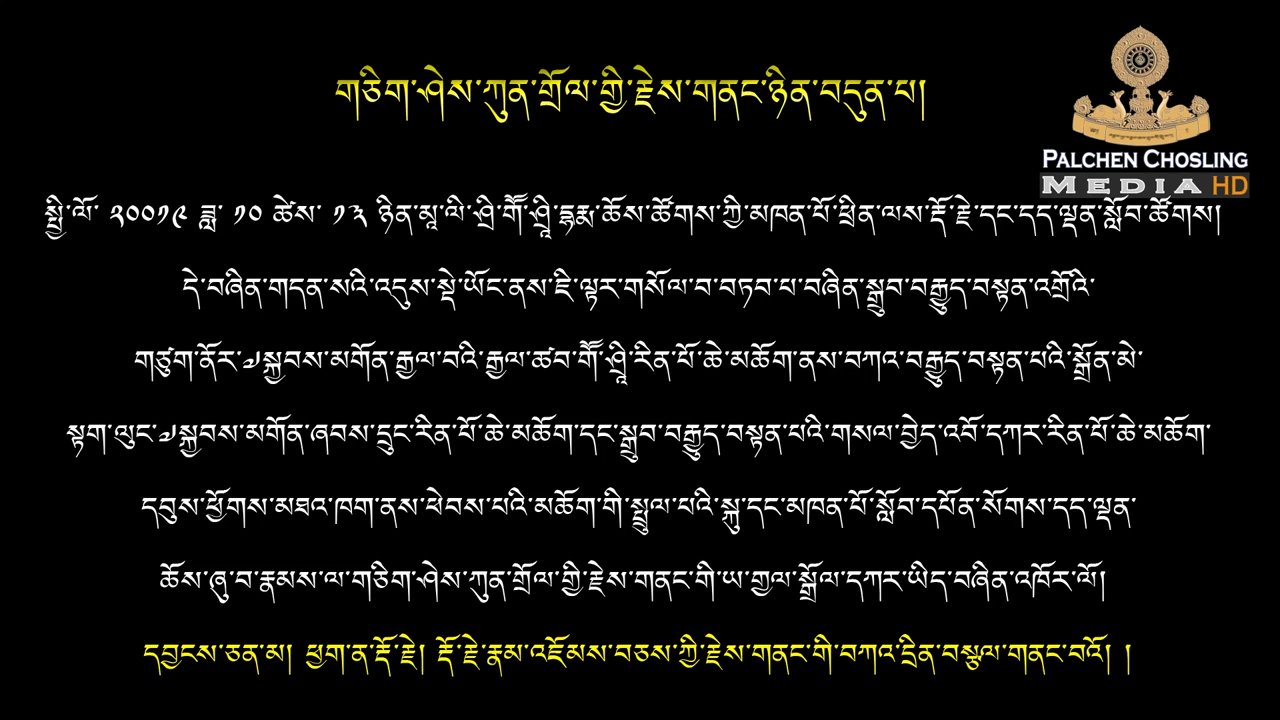 གཅིག་ཤེས་ཀུན་གྲོལ་གྱི་རྗེས་གནང་ཉིན་བདུན་པ།
PALCHEN CHOSLING
MEDIA HD
སྤྱི་ལོ་ ༢༠༠༡༩ ཟླ་ ༡༠ ཚེས་ ༡༣ ཉིན་མཱུ་ལི་ཤྲི་གཽ་ཤྲཱི་དྷརྨ་ཆོས་ཚོགས་ཀྱི་མཁན་པོ་ཕྲིན་ལས་རྡོ་རྗེ་དང་དད་ལྡན་སློབ་ཚོགས།
དེ་བཞིན་གདན་སའི་འདུས་སྡེ་ཡོང་ནས་ཇི་ལྟར་གསོལ་བ་བཏབ་པ་བཞིན་སྒྲུབ་བརྒྱུད་བསྟན་འགྲོའི་
གཙུག་ནོར་༧སྐྱབས་མགོན་རྒྱལ་བའི་རྒྱལ་ཚབ་གཽ་ཤྲཱི་རིན་པོ་ཆེ་མཆོག་ནས་བཀའ་བརྒྱུད་བསྟན་པའི་སྒྲོན་མེ་
སྟག་ལུང་༧སྐྱབས་མགོན་ཞབས་དྲུང་རིན་པོ་ཆེ་མཆོག་དང་སྒྲུབ་བརྒྱུད་བསྟན་པའི་གསལ་བྱེད་འབོ་དཀར་རིན་པོ་ཆེ་མཆོག་
དབུས་ཕྱོགས་མཐའ་ཁག་ནས་ཕེབས་པའི་མཆོག་གི་སྤྲུལ་པའི་སྐུ་དང་མཁན་པོ་སློབ་དཔོན་སོགས་དད་ལྡན་
ཆོས་ཞུ་བ་རྣམས་ལ་གཅིག་ཤེས་ཀུན་གྲོལ་གྱི་རྗེས་གནང་གི་ཡ་གྱལ་སྒྲོལ་དཀར་ཡིད་བཞིན་འཁོར་ལོ།
དབྱངས་ཅན་མ། ཕྱག་ན་རྡོ་རྗེ། རྡོ་རྗེ་རྣམ་འཇོམས་བཅས་ཀྱི་རྗེས་གནང་གི་བཀའ་དྲིན་བསྩལ་གནང་བའོ། །